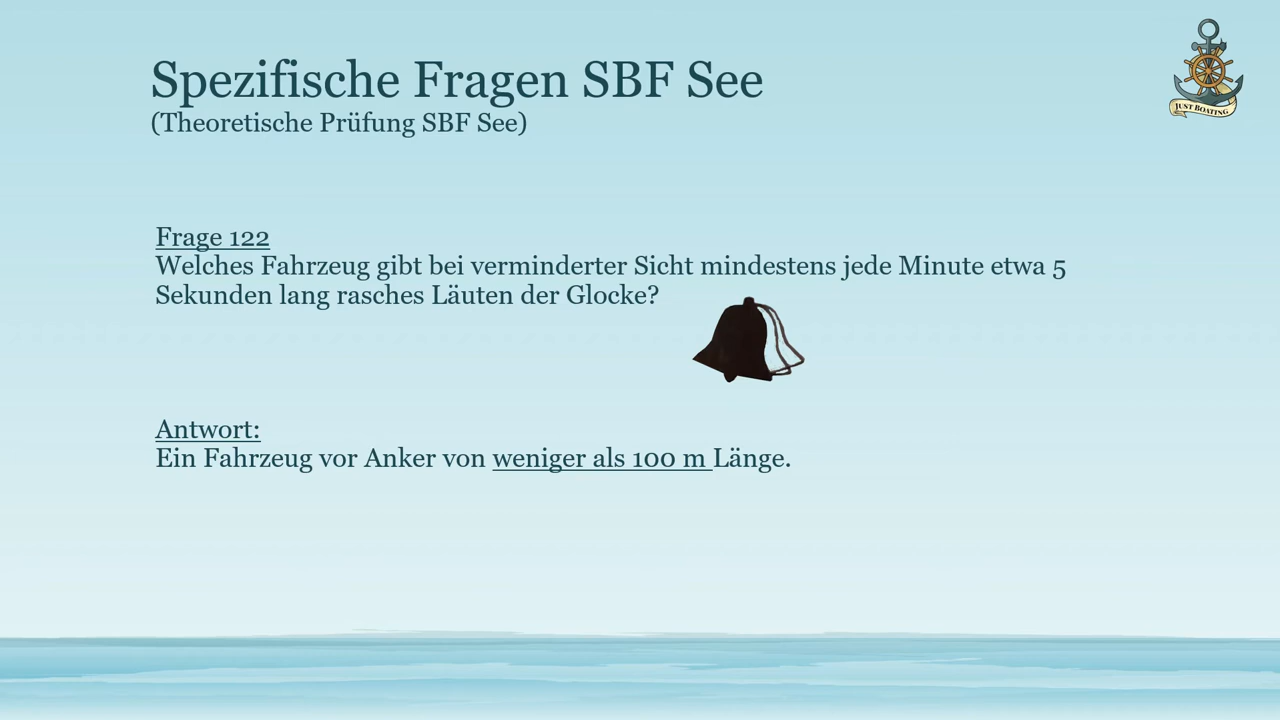 Spezifische Fragen SBF See
(Theoretische Prüfung SBF See)
JUST BOATING
Frage 122
Welches Fahrzeug gibt bei verminderter Sicht mindestens jede Minute etwa 5
Sekunden lang rasches Läuten der Glocke?
Antwort:
Ein Fahrzeug vor Anker von weniger als 100 m Länge.